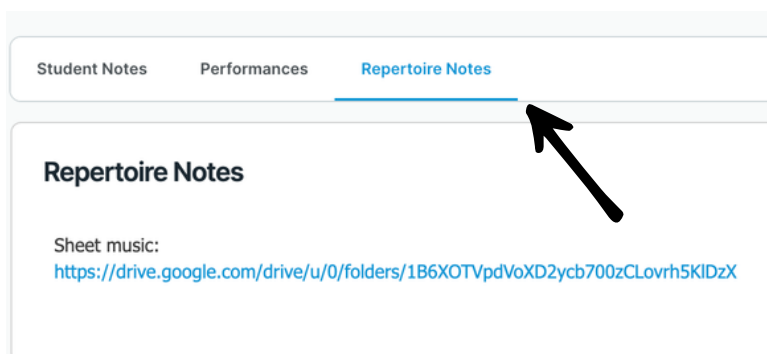 Student Notes Performances Repertoire Notes
Repertoire Notes
Sheet music:
https://drive.google.com/drive/u/0/folders/1B6XOTVpdVoXD2ycb700zCLovrh5KlDzX